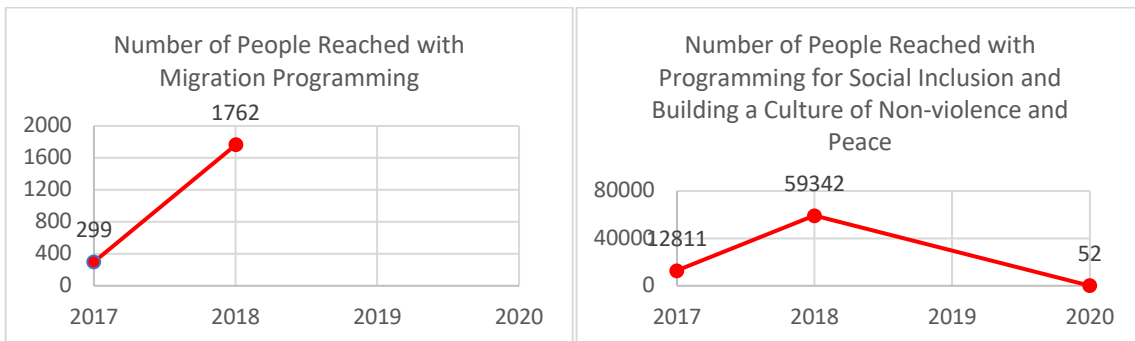 Number of People Reached with
Migration Programming
1762
2000
1600
1200
800
299
400
0
2017 2018 2019 2020
Number of People Reached with
Programming for Social Inclusion and
Building a Culture of Non-violence and
Peace
59342
80000
40000
12811
52
0
2017 2018 2019 2020